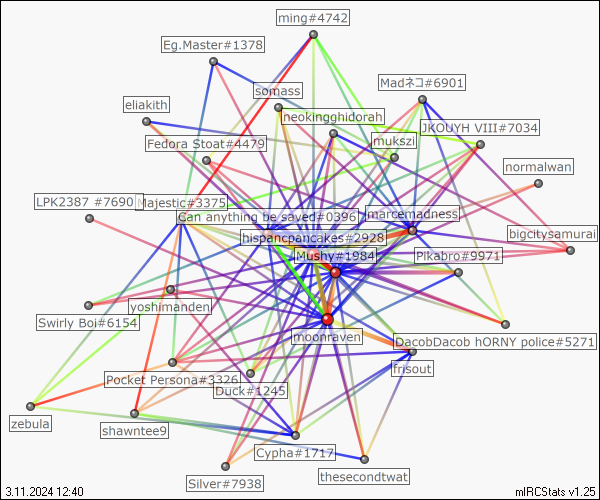 ming#4742
Eg.Master#1378
somass
Madネコ#6901
eliakith
neokingghidorah
JKOUYH VIII#7034
Fedora Stoat#4479
mukszi
normalwan
LPK2387 #7690
Majestic#3375
Can anything be saved#0396
marcemadness
bigcitysamurai
hispancpancakes#2928
Mushy#1984
Pikabro#9971
yoshimanden
Swirly Boi#6154
moonraven
DacobDacob hORNY police#5271
frisout
Pocket Persona#3326
Duck#1245
zebula
shawntee9
Cypha#1717
thesecondtwat
Silver#7938
3.11.2024 12:40
mIRCStats v1.25